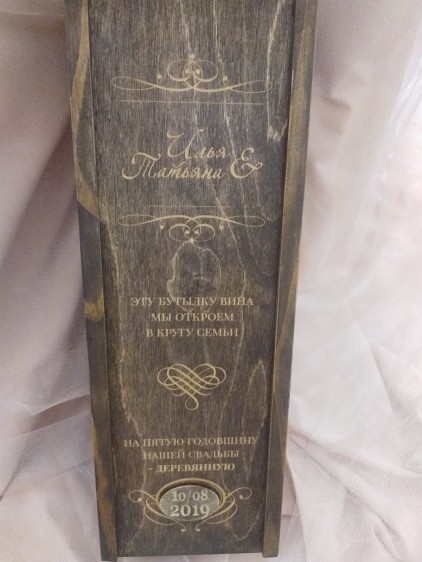 Илья &
Татьяна
ЭТУ БУТЫЛКУ ВИНА
МЫ ОТКРОЕМ
В КРУГУ СЕМЬИ
НА ПЯТУЮ ГОДОВЩИНУ
НАШЕЙ СВАДЬБЫ
- ДЕРЕВЯННУЮ
10/08
2019